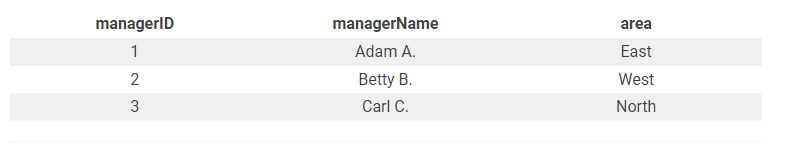 managerID managerName area
1 Adam A. East
2 Betty B. West
3 Carl C. North